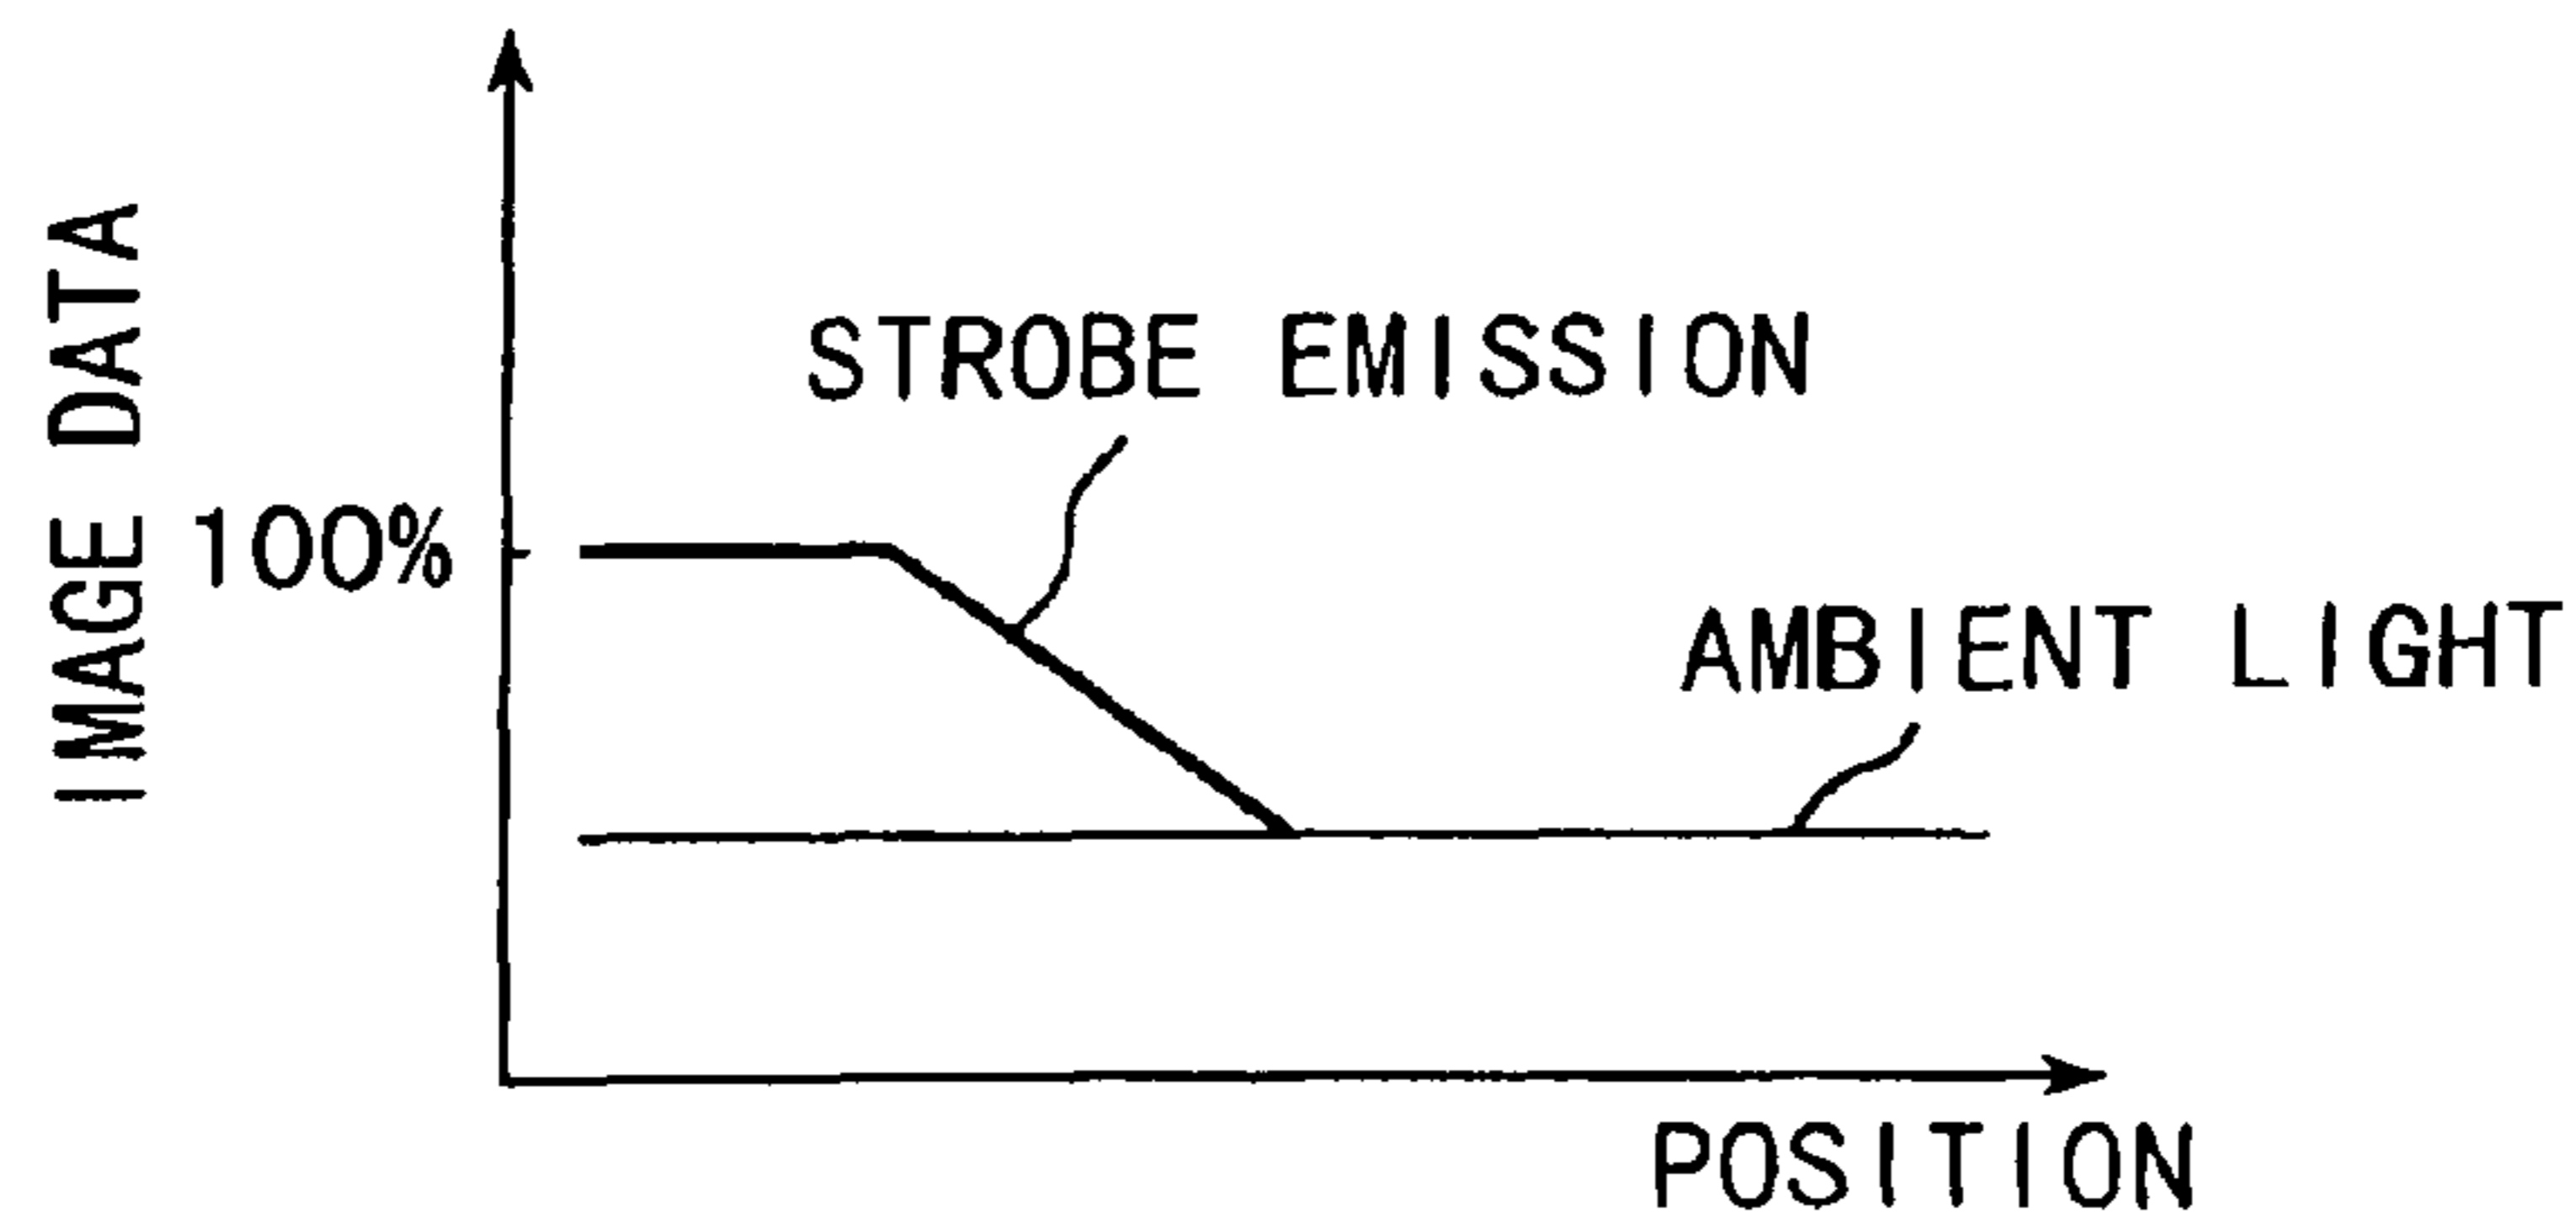 IMAGE DATA
100%
STROBE EMISSION
AMBIENT LIGHT
POSITION